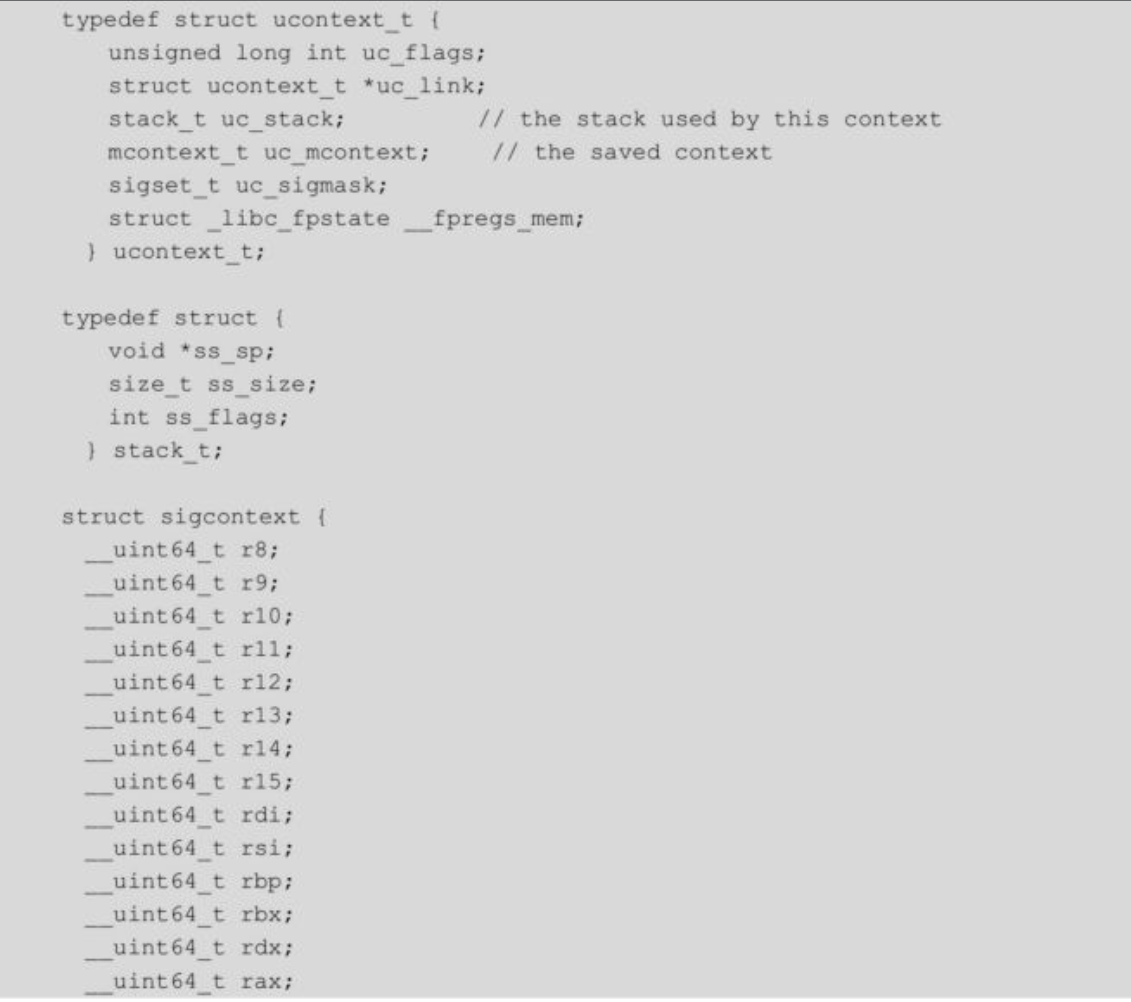 typedef struct ucontext_t {
unsigned long int uc_flags;
struct ucontext_t *uc_link;
stack_t uc_stack; // the stack used by this context
mcontext_t uc_mcontext; // the saved context
sigset_t uc_sigmask;
struct _libc_fpstate __fpregs_mem;
} ucontext_t;
typedef struct {
void *ss_sp;
size_t ss_size;
int ss_flags;
} stack_t;
struct sigcontext {
__uint64_t r8;
__uint64_t r9;
__uint64_t r10;
__uint64_t r11;
__uint64_t r12;
__uint64_t r13;
__uint64_t r14;
__uint64_t r15;
__uint64_t rdi;
__uint64_t rsi;
__uint64_t rbp;
__uint64_t rbx;
__uint64_t rdx;
__uint64_t rax;